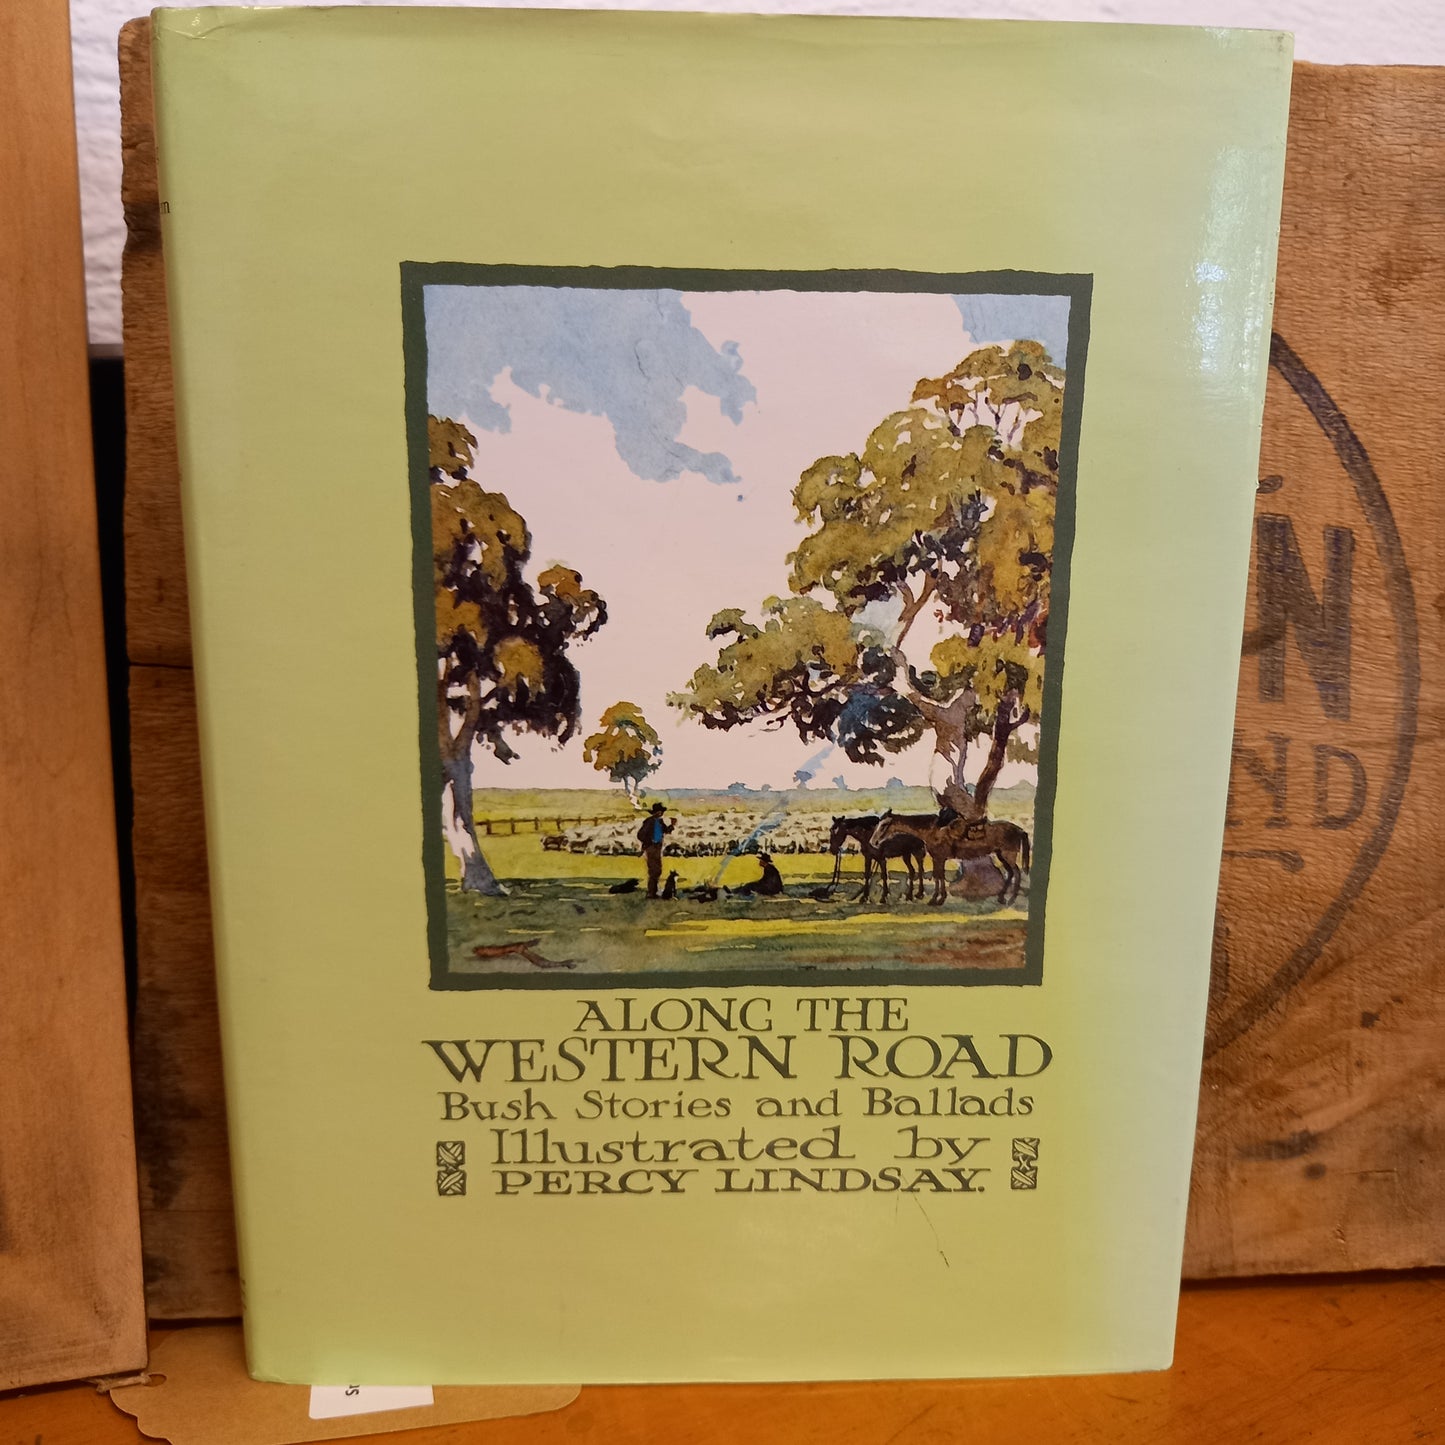 ALONG THE
WESTERN ROAD
Bush Stories and Ballads
Illustrated by
PERCY LINDSAY.